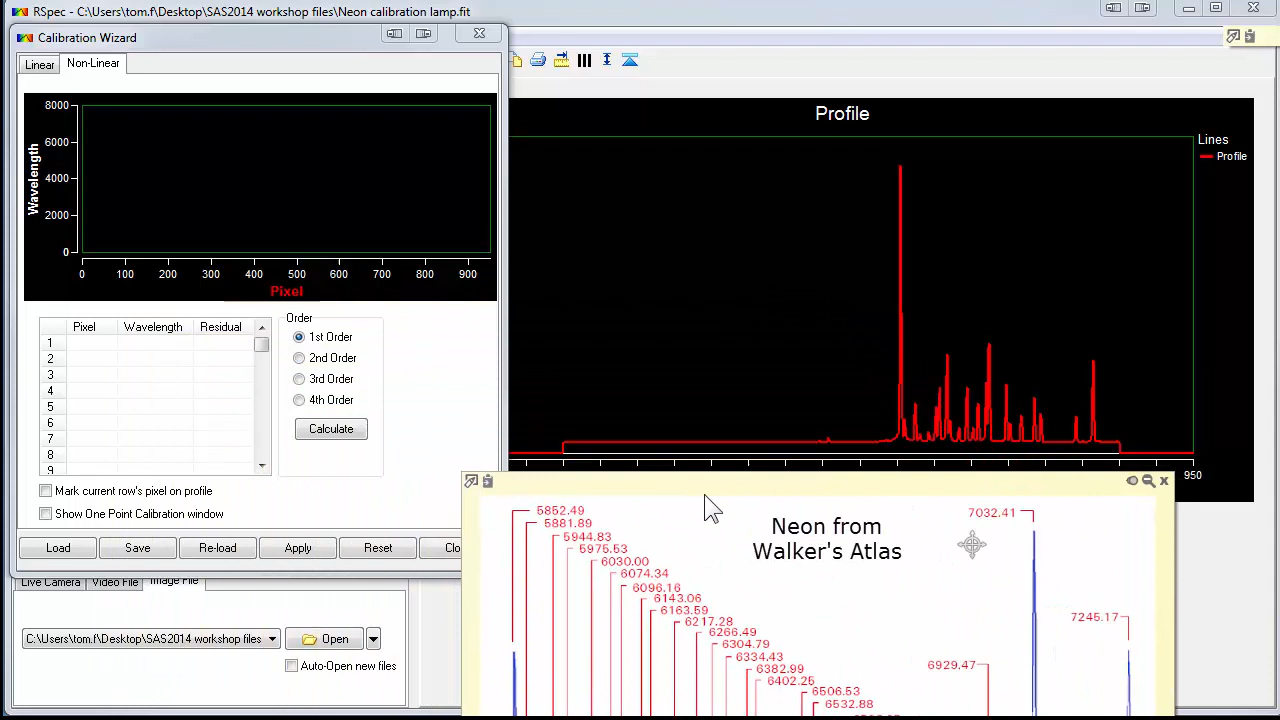 RSpec - C:\Users\tom.f\Desktop\SAS2014 workshop files\Neon calibration lamp.fit
Calibration Wizard
Linear
Non-Linear
8000
6000
4000
2000
0
Wavelength
0 100 200 300 400 500 600 700 800 900
Pixel
Pixel Wavelength Residual
1
2
3
4
5
6
7
8
9
Order
1st Order
2nd Order
3rd Order
4th Order
Calculate
Mark current row's pixel on profile
Show One Point Calibration window
Load Save Re-load Apply Reset Clo
Live Camera Video File Image File
C:\Users\tom.f\Desktop\SAS2014 workshop files
Open
Auto-Open new files
Profile
Lines
Profile
950
Neon from
Walker's Atlas
5852.49
5881.89
5944.83
5975.53
6030.00
6074.34
6096.16
6143.06
6163.59
6217.28
6266.49
6304.79
6334.43
6382.99
6402.25
6506.53
6532.88
6929.47
7032.41
7245.17